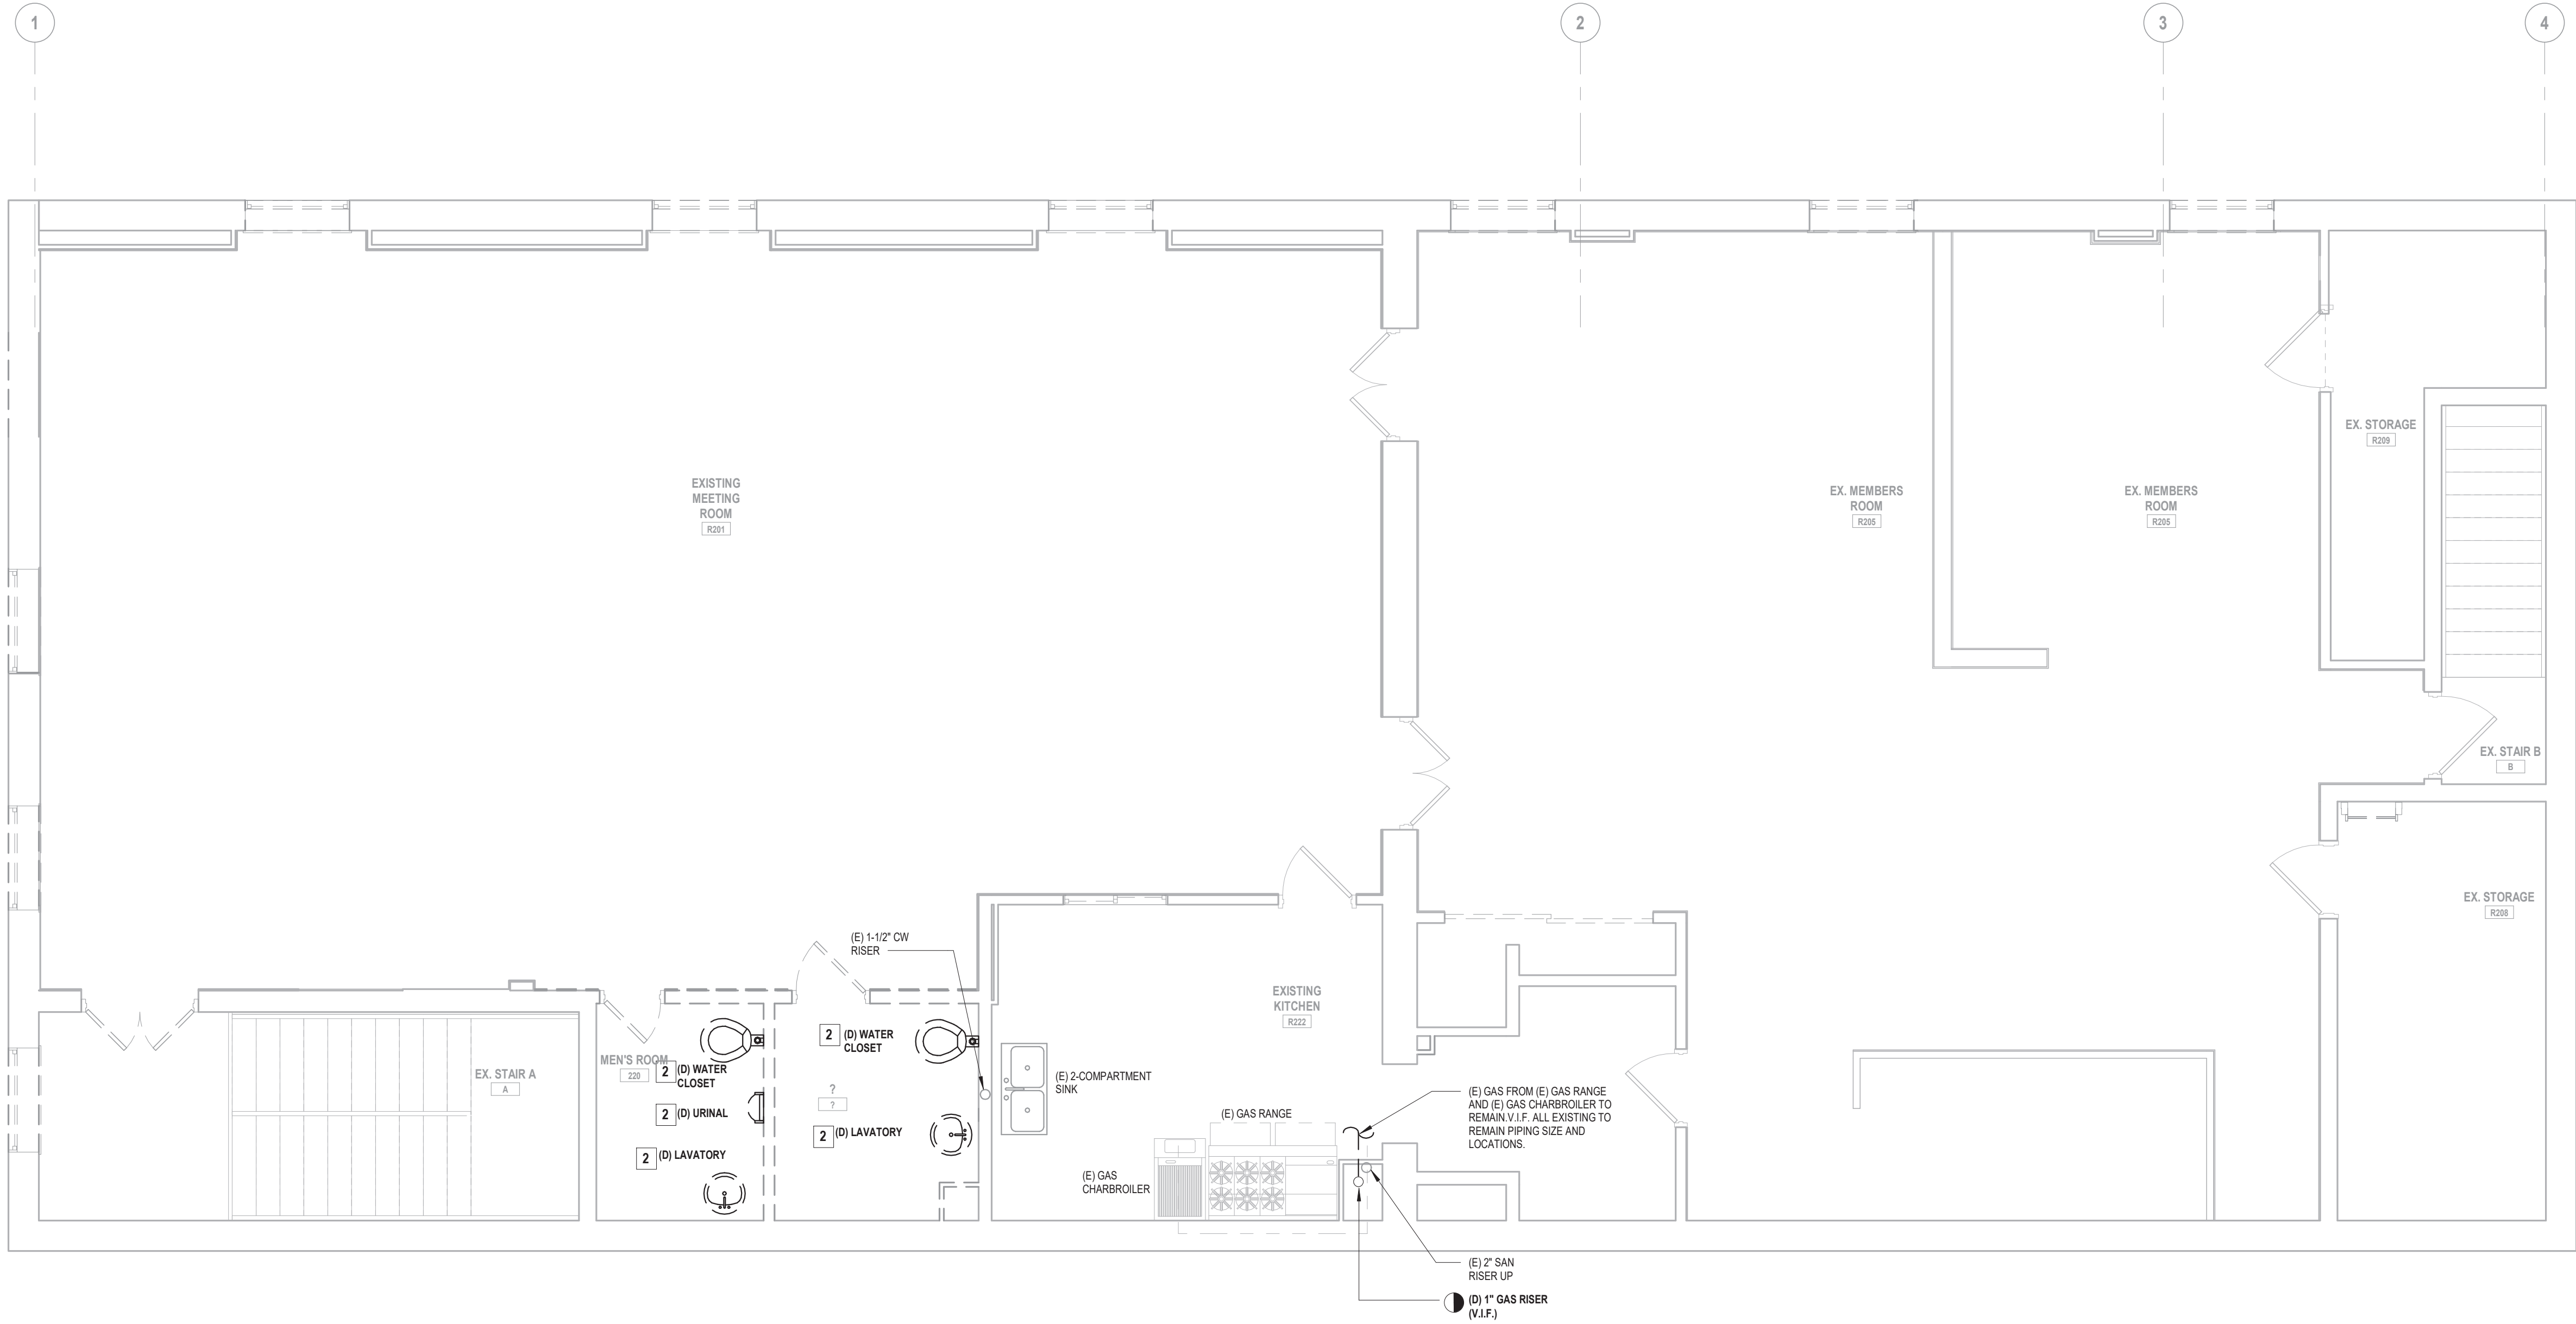 1
2
3
4
EXISTING
MEETING
ROOM
R201
EX. MEMBERS
ROOM
R205
EX. MEMBERS
ROOM
R205
EX. STORAGE
R209
EX. STAIR B
B
EX. STORAGE
R208
(E) 1-1/2" CW
RISER
EXISTING
KITCHEN
R222
EX. STAIR A
A
MEN'S ROOM
220
2 (D) WATER
CLOSET
2 (D) URINAL
2 (D) LAVATORY
2 (D) WATER
CLOSET
?
?
2 (D) LAVATORY
(E) 2-COMPARTMENT
SINK
(E) GAS RANGE
(E) GAS
CHARBROILER
(E) GAS FROM (E) GAS RANGE
AND (E) GAS CHARBROILER TO
REMAIN.V.I.F. ALL EXISTING TO
REMAIN PIPING SIZE AND
LOCATIONS.
(E) 2" SAN
RISER UP
(D) 1" GAS RISER
(V.I.F.)